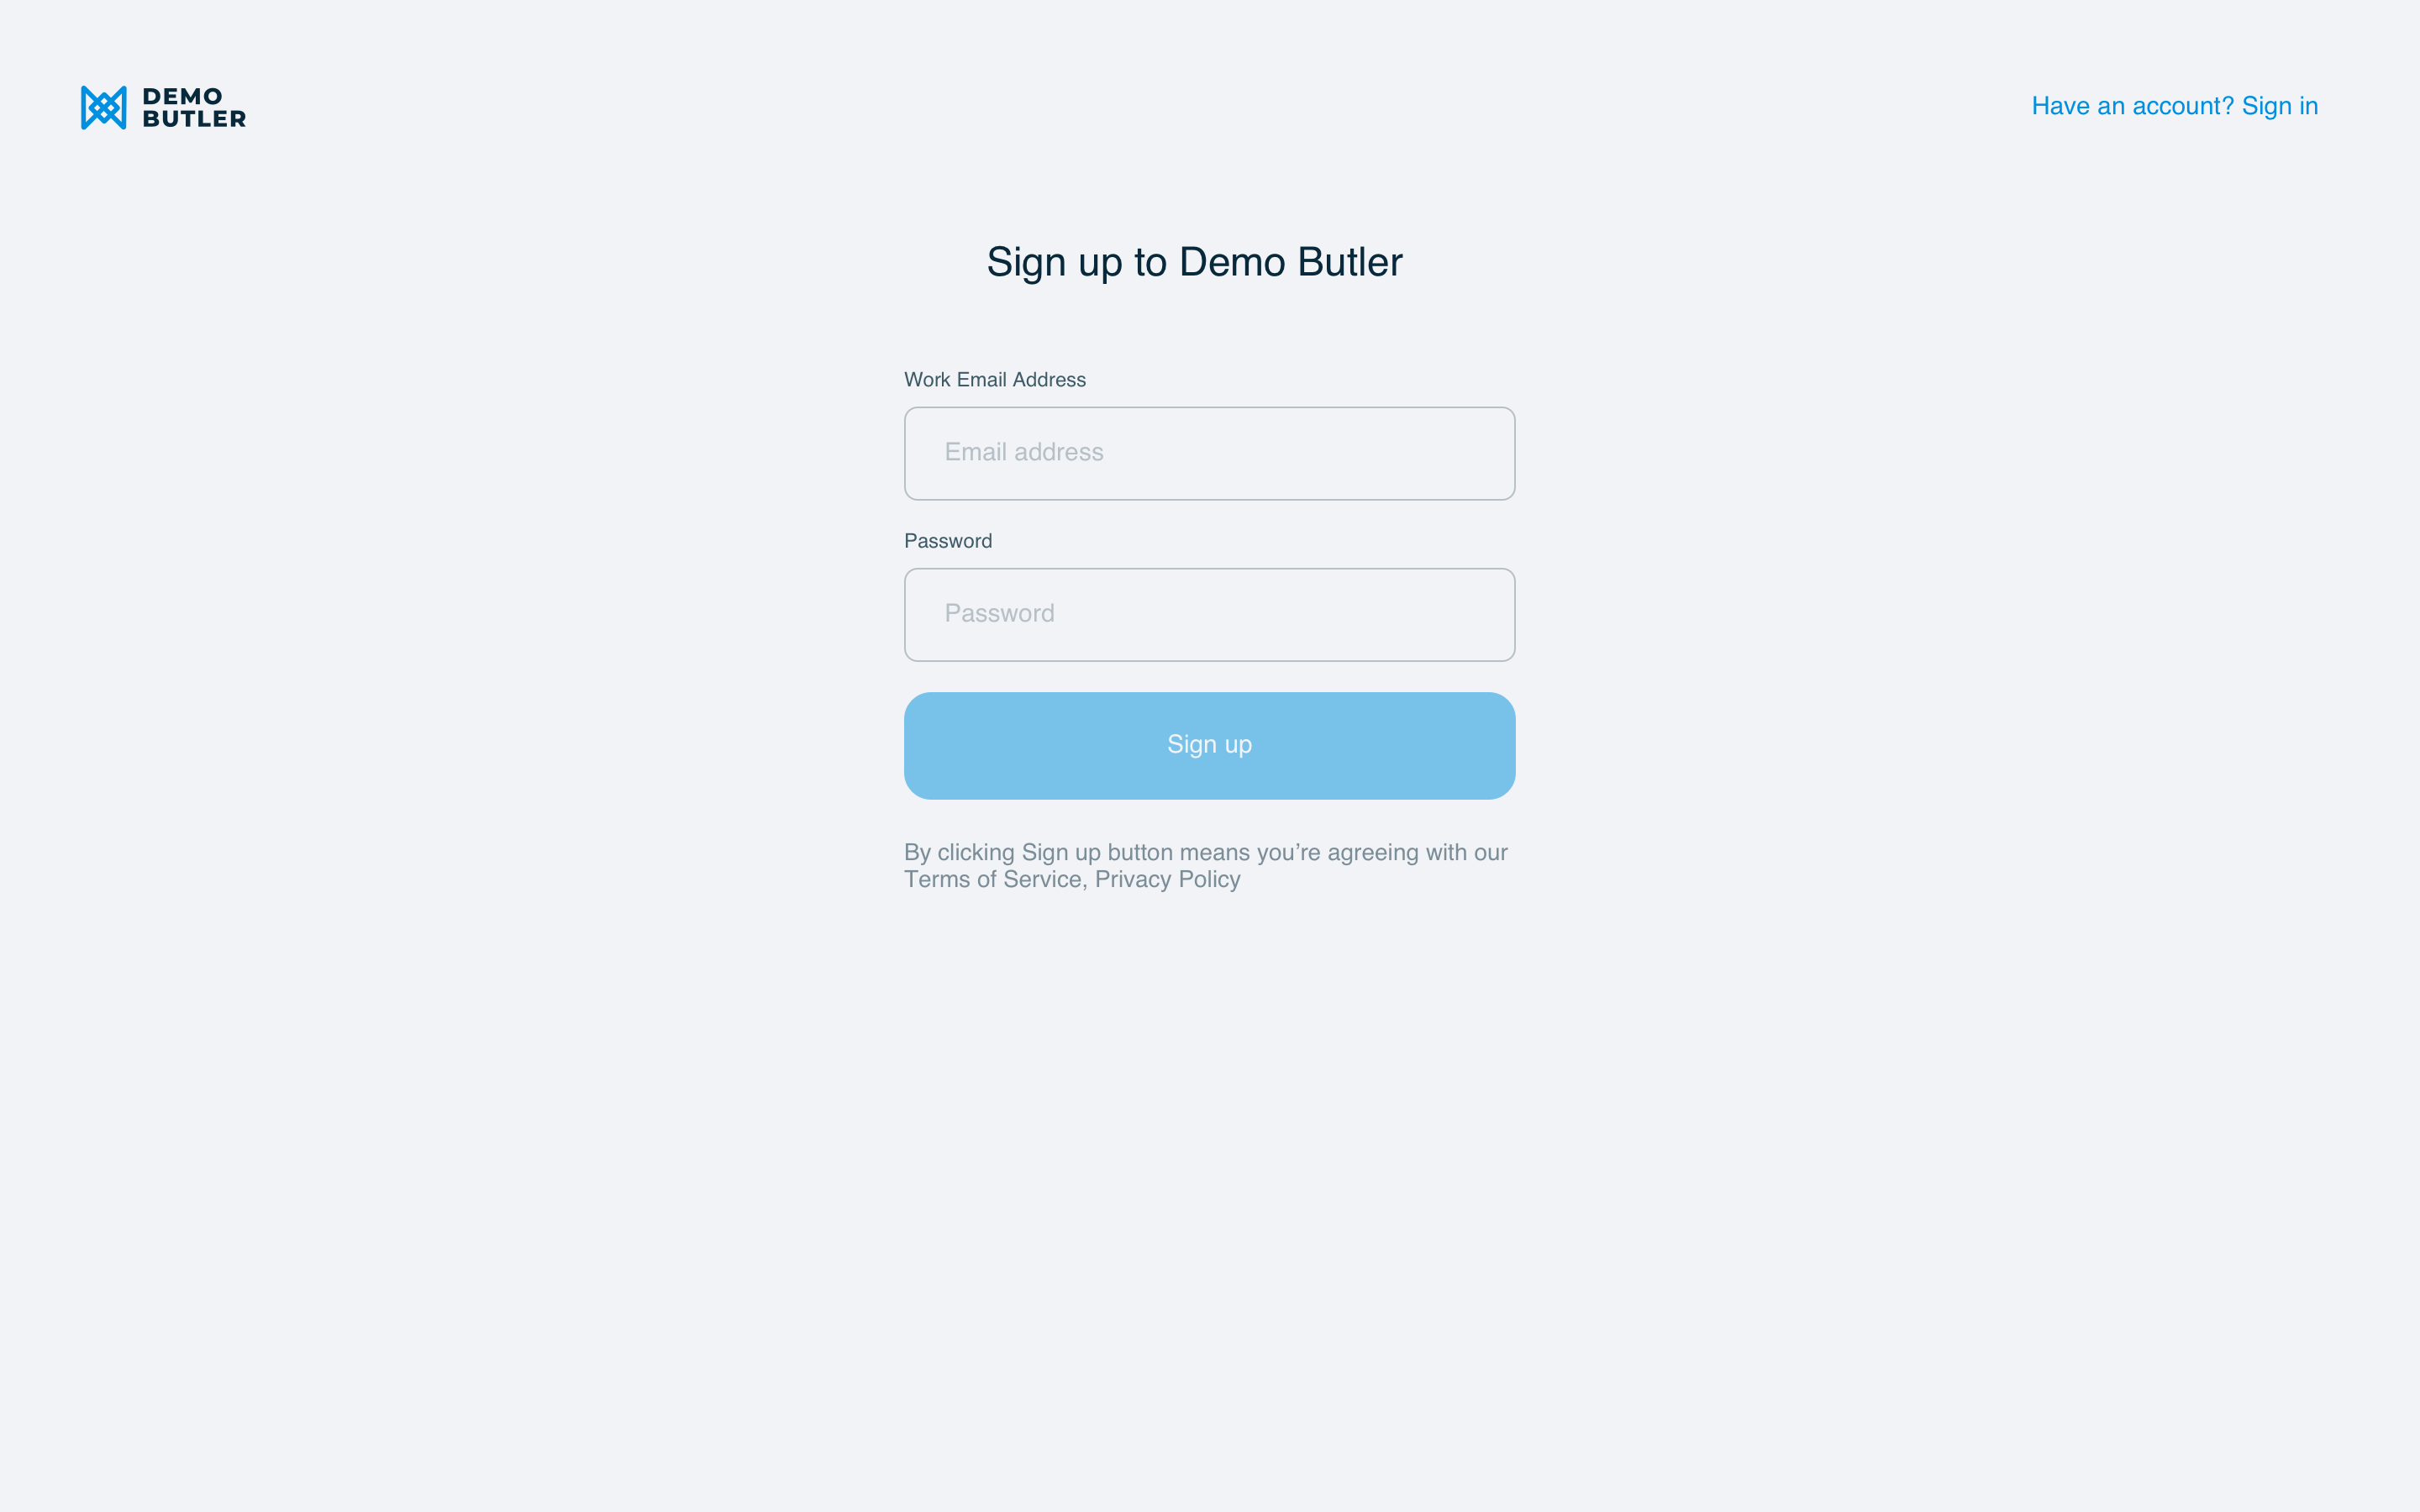 DEMO
BUTLER
Have an account? Sign in
Sign up to Demo Butler
Work Email Address
Email address
Password
Password
Sign up
By clicking Sign up button means you’re agreeing with our
Terms of Service, Privacy Policy